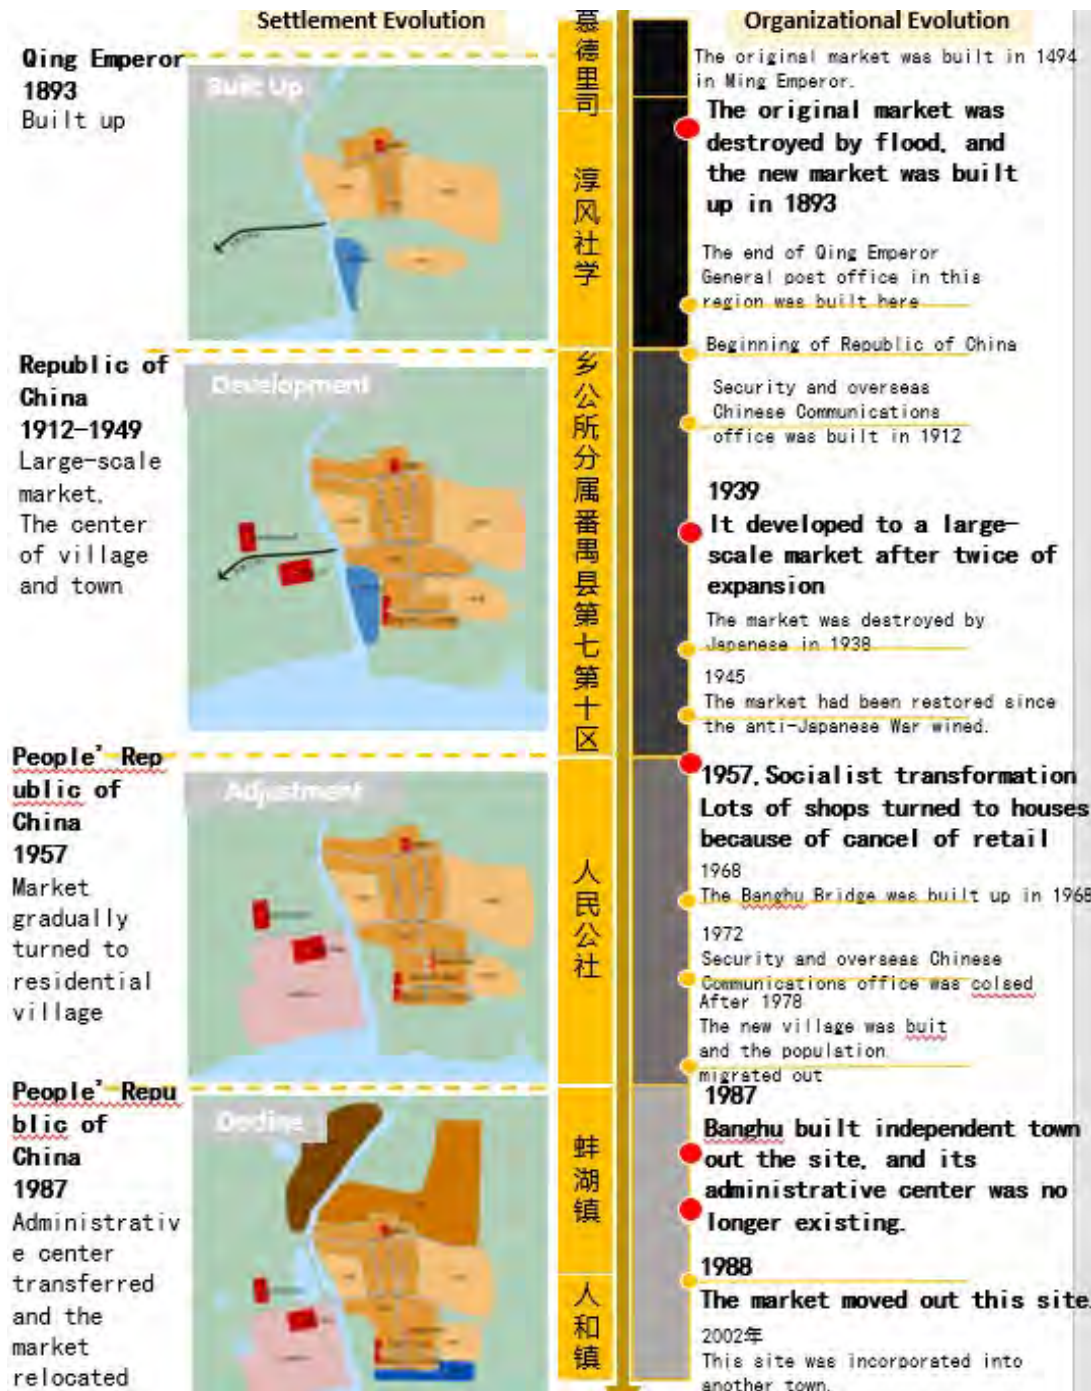 Settlement Evolution
Organizational Evolution
Qing Emperor
1893
Built up
Built Up
慕德里司
淳风社学
The original market was built in 1494
in Ming Emperor.
The original market was
destroyed by flood, and
the new market was built
up in 1893
The end of Qing Emperor
General post office in this
region was built here
Republic of
China
1912-1949
Large-scale
market.
The center
of village
and town
Development
乡公所分属番禺县第七第十区
Beginning of Republic of China
Security and overseas
Chinese Communications
office was built in 1912
1939
It developed to a large-
scale market after twice of
expansion
The market was destroyed by
Japanese in 1938
1945
The market had been restored since
the anti-Japanese War wined.
People' Rep
ublic of
China
1957
Market
gradually
turned to
residential
village
Adjustment
人民公社
1957.Socialist transformation
Lots of shops turned to houses
because of cancel of retail
1968
The Banghu Bridge was built up in 1968
1972
Security and overseas Chinese
Communications office was colsed
After 1978
The new village was buit
and the population
migrated out
People' Repu
blic of
China
1987
Administrativ
e center
transferred
and the
market
relocated
Decline
蚌湖镇
人和镇
1987
Banghu built independent town
out the site, and its
administrative center was no
longer existing.
1988
The market moved out this site.
2002年
This site was incorporated into
another town.